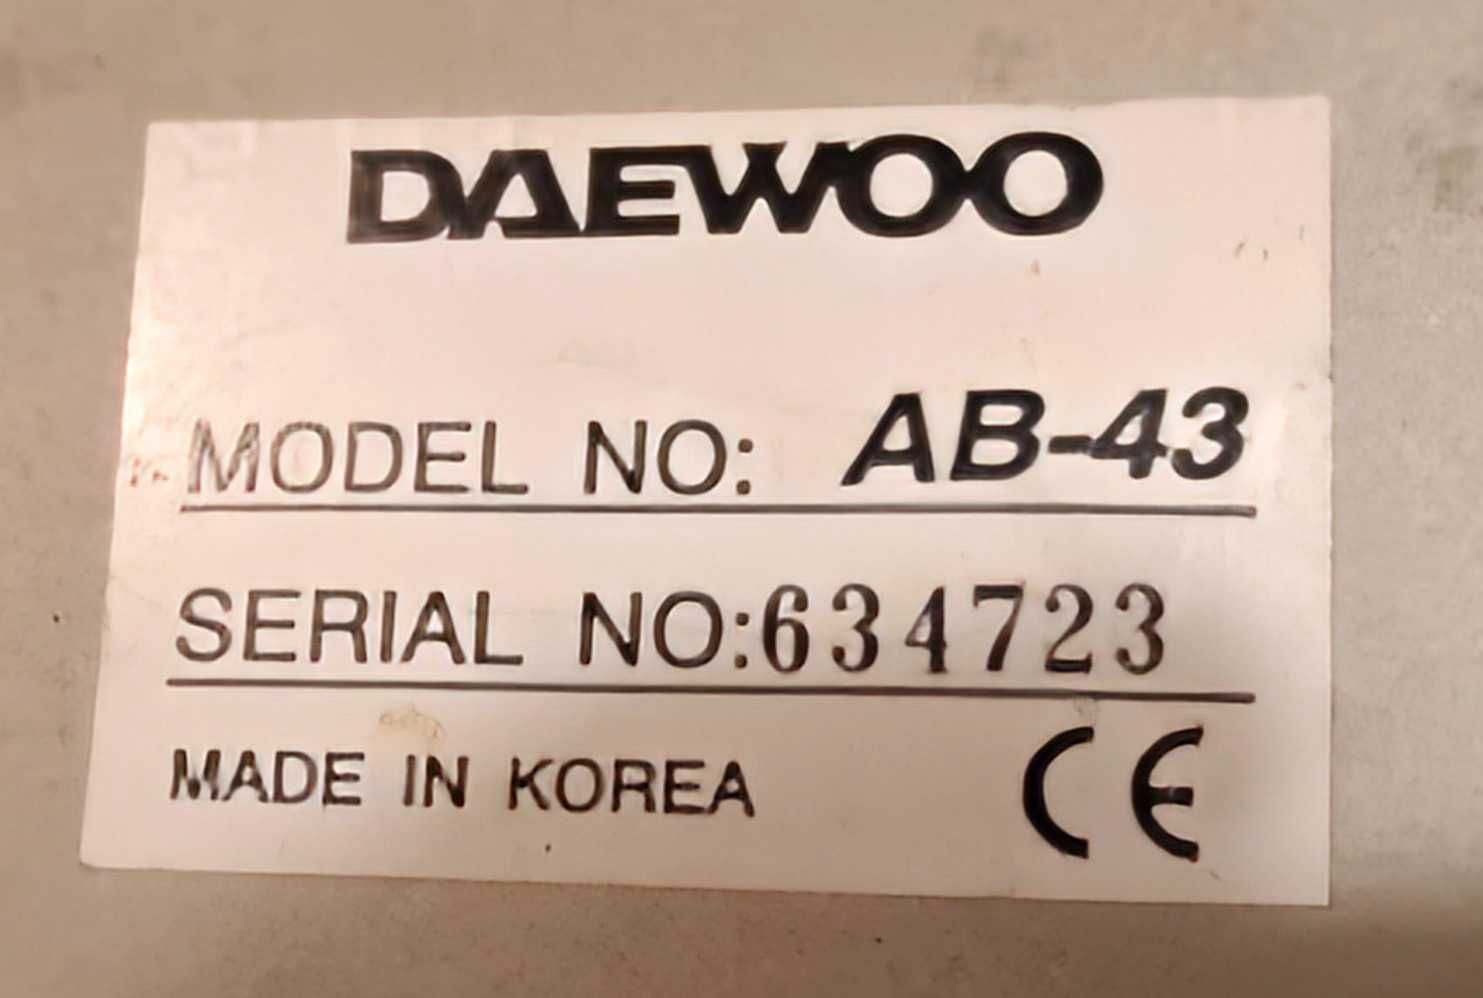 DAEWOO
MODEL NO: AB-43
SERIAL NO:634723
MADE IN KOREA CE